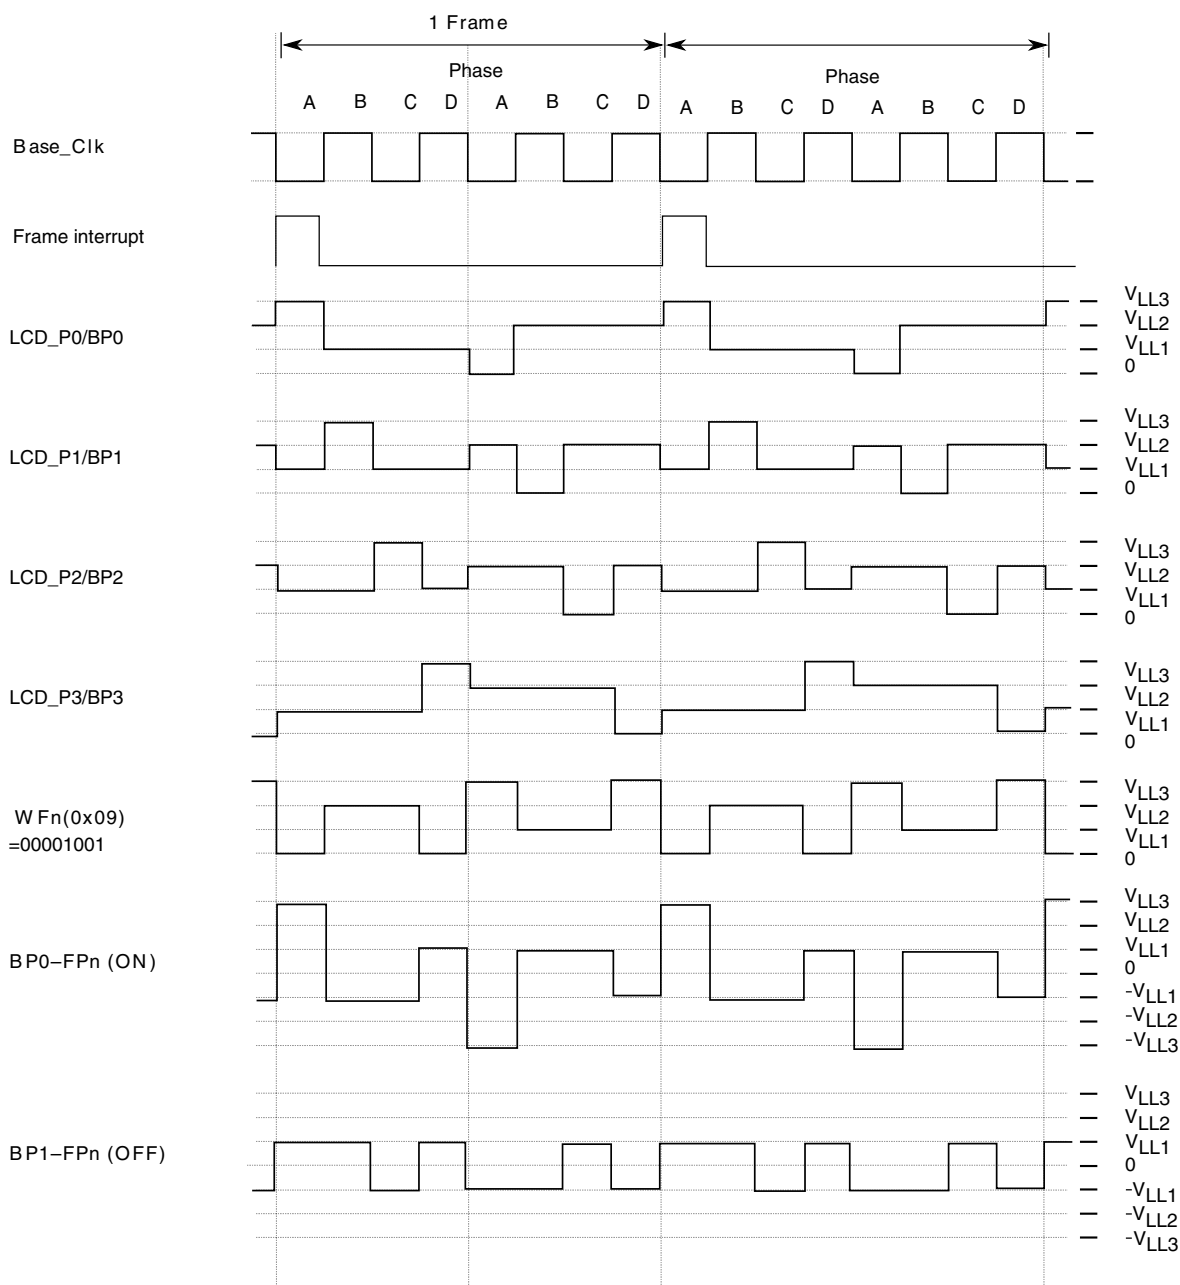 1 Frame
Phase
Phase
A B C D A B C D A B C D A B C D
Base_Clk
Frame interrupt
LCD_P0/BP0
VLL3
VLL2
VLL1
0
LCD_P1/BP1
VLL3
VLL2
VLL1
0
LCD_P2/BP2
VLL3
VLL2
VLL1
0
LCD_P3/BP3
VLL3
VLL2
VLL1
0
WFn(0x09)
=00001001
VLL3
VLL2
VLL1
0
BP0–FPn (ON)
VLL3
VLL2
VLL1
0
-VLL1
-VLL2
-VLL3
BP1–FPn (OFF)
VLL3
VLL2
VLL1
0
-VLL1
-VLL2
-VLL3